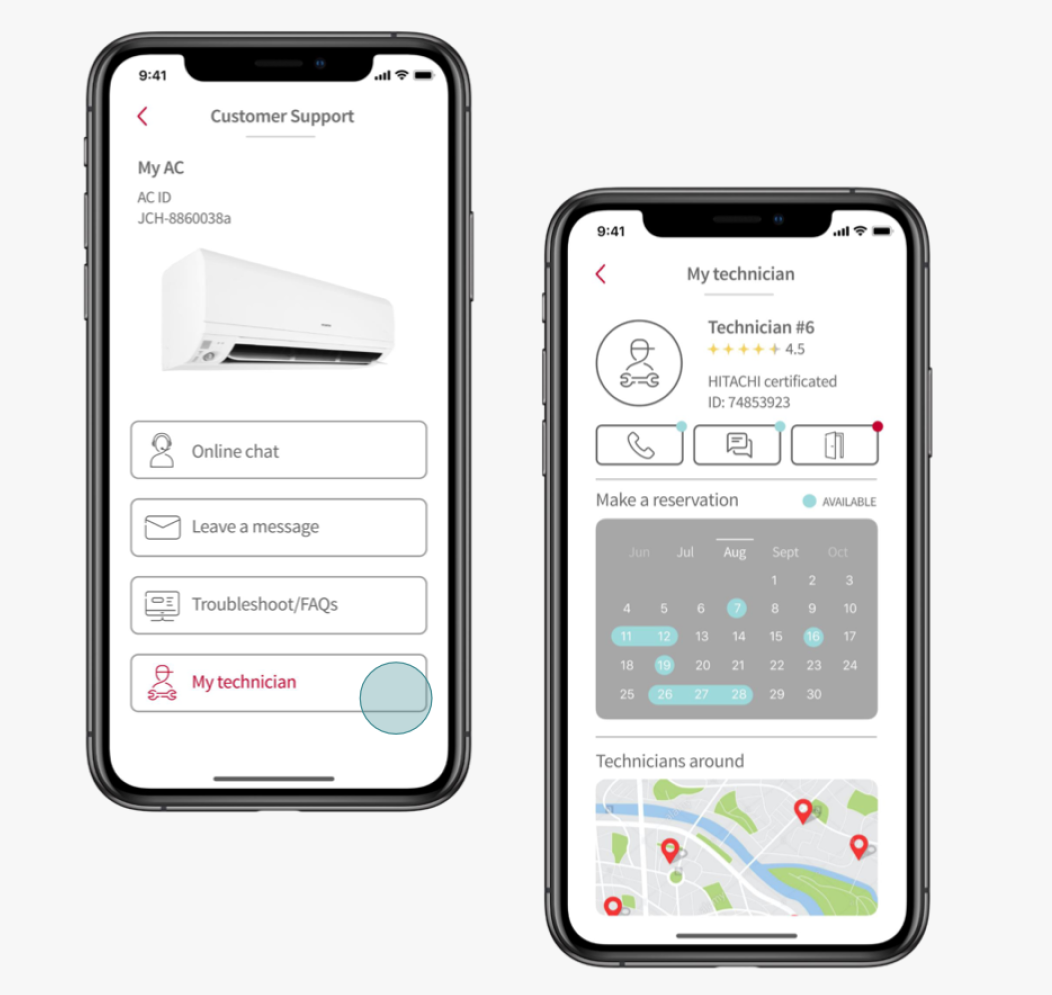 9:41
Customer Support
My AC
AC ID
JCH-8860038a
Online chat
Leave a message
Troubleshoot/FAQs
My technician
9:41
My technician
Technician #6
4.5
HITACHI certificated
ID: 74853923
Make a reservation
AVAILABLE
Jun Jul Aug Sept Oct
1 2 3
4 5 6 7 8 9 10
11 12 13 14 15 16 17
18 19 20 21 22 23 24
25 26 27 28 29 30
Technicians around